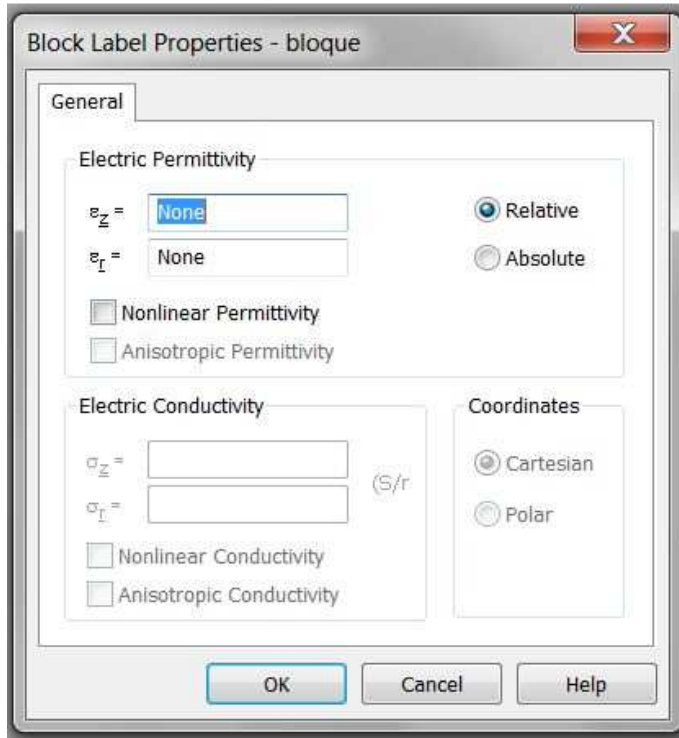 Block Label Properties - bloque
General
Electric Permittivity
εz = None
εr = None
Relative
Absolute
Nonlinear Permittivity
Anisotropic Permittivity
Electric Conductivity
σz =
σr =
(S/r
Nonlinear Conductivity
Anisotropic Conductivity
Coordinates
Cartesian
Polar
OK
Cancel
Help